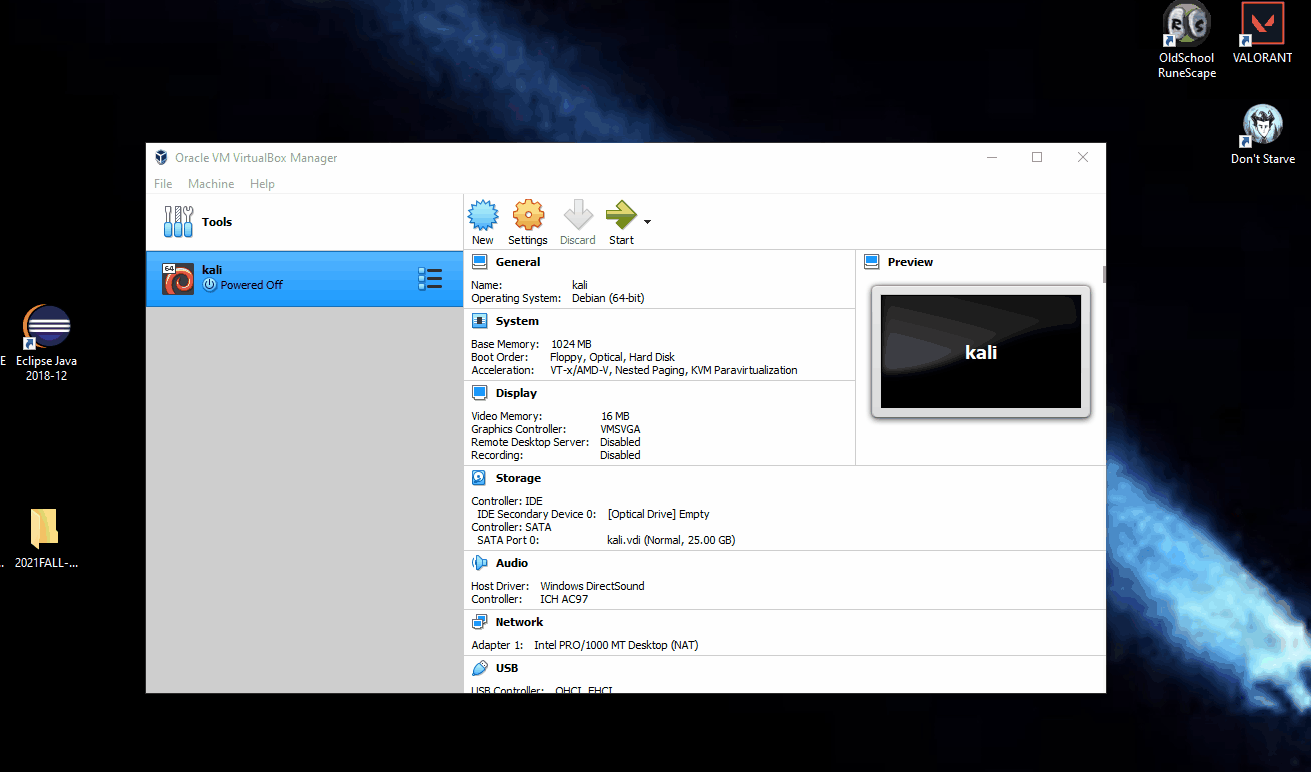 OldSchool
RuneScape
VALORANT
Don't Starve
Oracle VM VirtualBox Manager
File Machine Help
Tools
New Settings Discard Start
64
kali
Powered Off
General
Name: kali
Operating System: Debian (64-bit)
System
Base Memory: 1024 MB
Boot Order: Floppy, Optical, Hard Disk
Acceleration: VT-x/AMD-V, Nested Paging, KVM Paravirtualization
Display
Video Memory: 16 MB
Graphics Controller: VMSVGA
Remote Desktop Server: Disabled
Recording: Disabled
Storage
Controller: IDE
IDE Secondary Device 0: [Optical Drive] Empty
Controller: SATA
SATA Port 0: kali.vdi (Normal, 25.00 GB)
Audio
Host Driver: Windows DirectSound
Controller: ICH AC97
Network
Adapter 1: Intel PRO/1000 MT Desktop (NAT)
USB
USB Controller: OHCI, EHCI
Preview
kali
E
Eclipse Java
2018-12
2021FALL-...